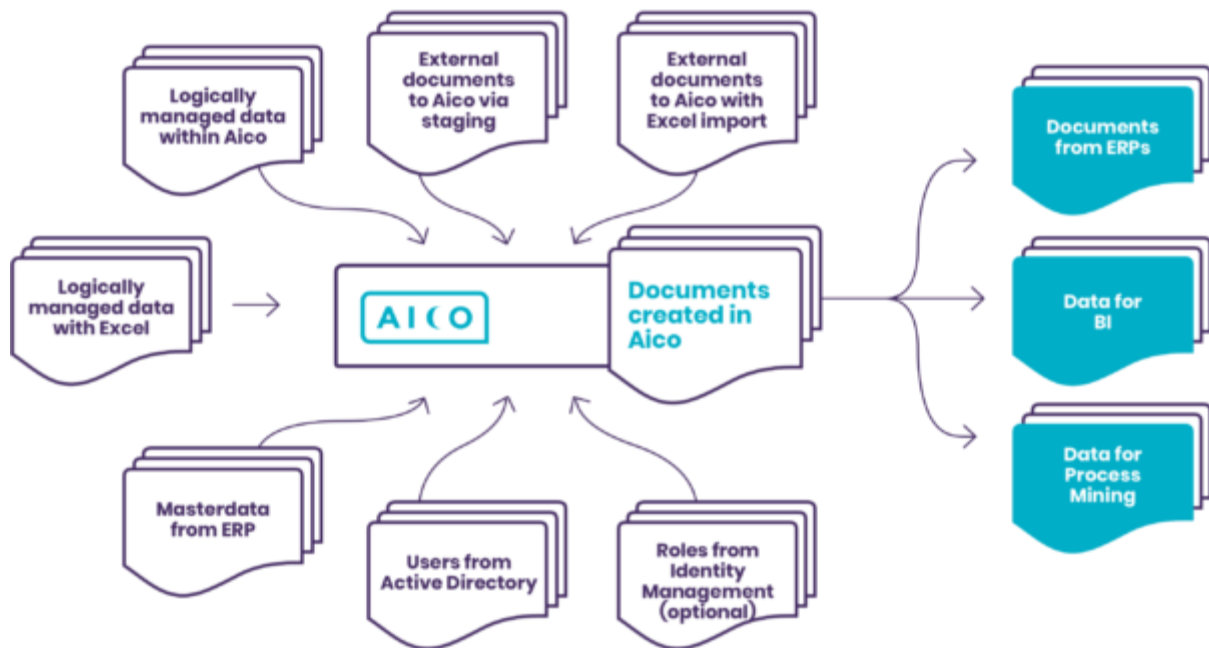 Logically
managed data
within Aico
External
documents
to Aico via
staging
External
documents
to Aico with
Excel import
Documents
from ERPs
Logically
managed data
with Excel
AICO
Documents
created in
Aico
Data for
BI
Masterdata
from ERP
Users from
Active Directory
Roles from
Identity
Management
(optional)
Data for
Process
Mining